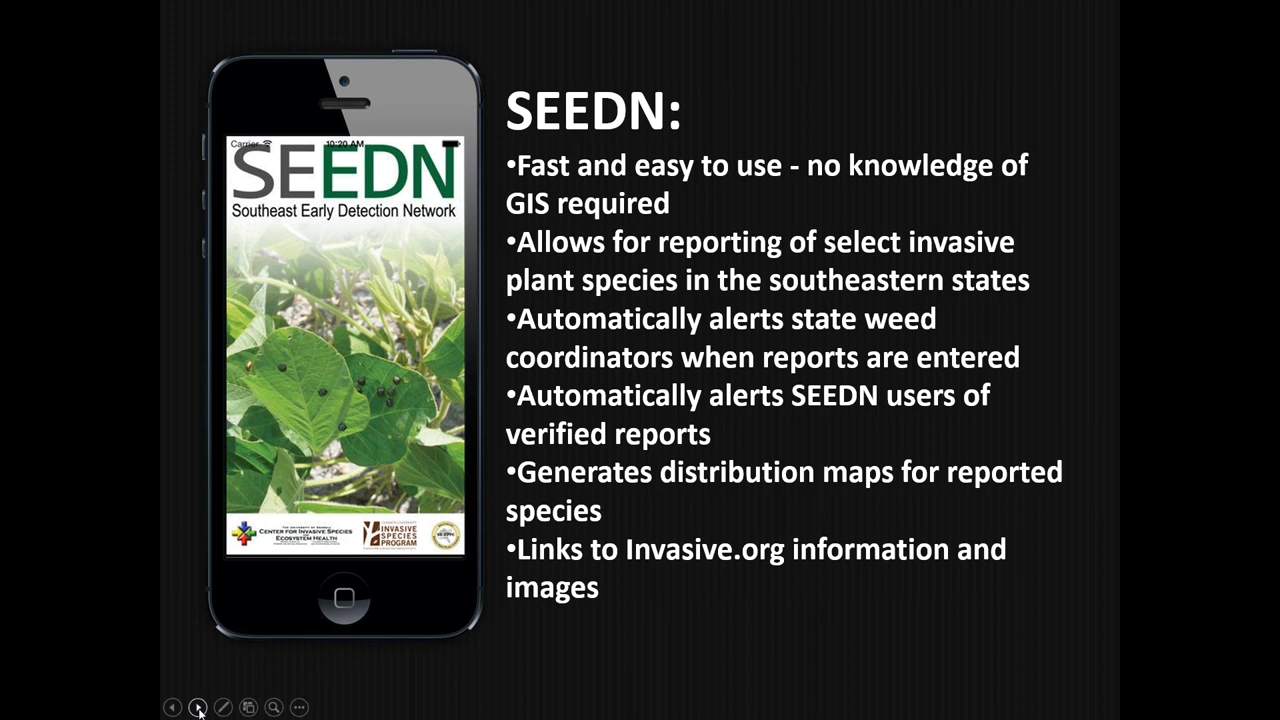 Carrier 10:20 AM
SEEDN
Southeast Early Detection Network
CENTER FOR INVASIVE SPECIES
ECOSYSTEM HEALTH
INVASIVE
SPECIES
PROGRAM
SEEDN:
•Fast and easy to use - no knowledge of
GIS required
•Allows for reporting of select invasive
plant species in the southeastern states
•Automatically alerts state weed
coordinators when reports are entered
•Automatically alerts SEEDN users of
verified reports
•Generates distribution maps for reported
species
•Links to Invasive.org information and
images